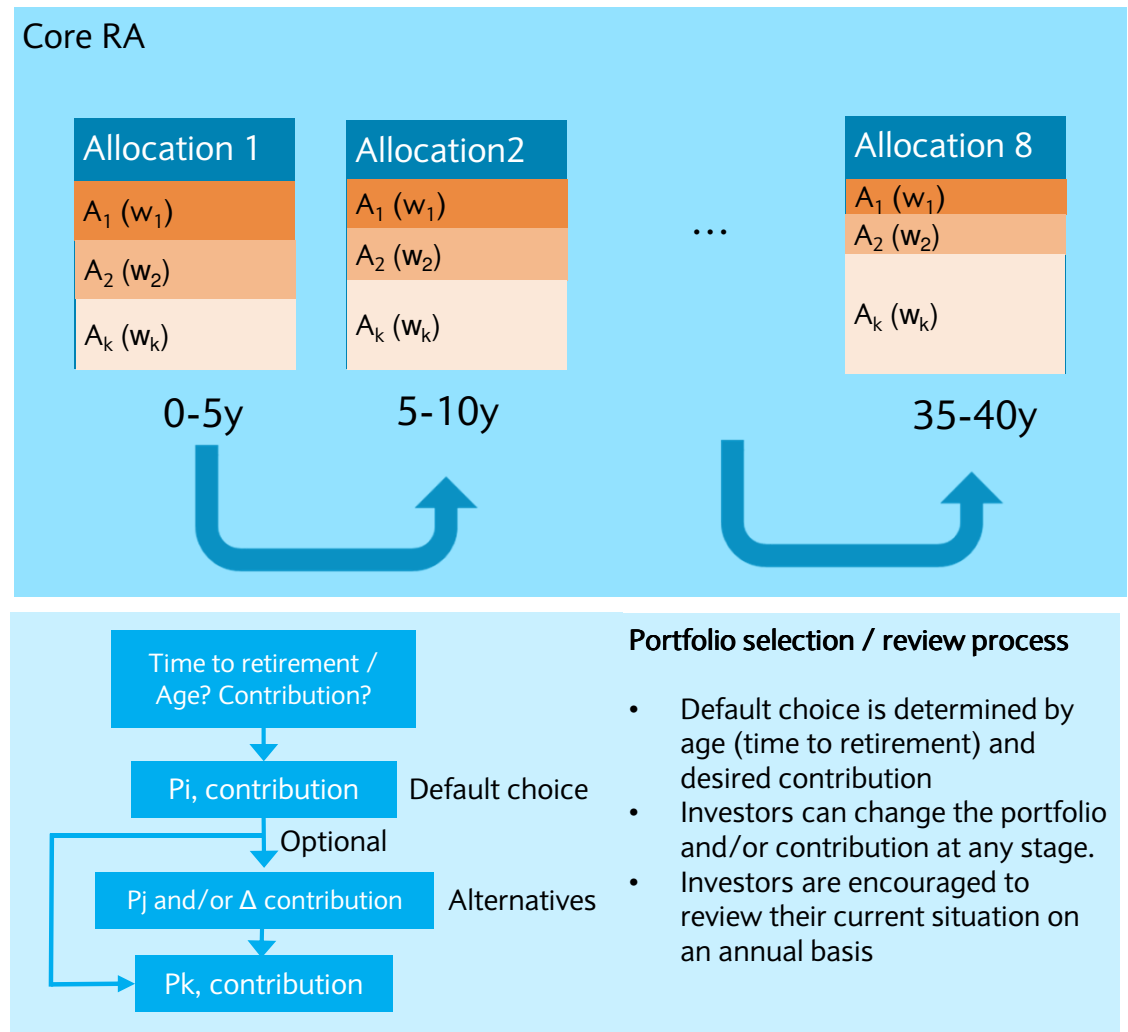 Core RA
Allocation 1
A₁ (w₁)
A₂ (w₂)
Aₖ (wₖ)
0-5y
Allocation2
A₁ (w₁)
A₂ (w₂)
Aₖ (wₖ)
5-10y
...
Allocation 8
A₁ (w₁)
A₂ (w₂)
Aₖ (wₖ)
35-40y
Time to retirement /
Age? Contribution?
Pi, contribution
Default choice
Optional
Pj and/or Δ contribution
Alternatives
Pk, contribution
Portfolio selection / review process
• Default choice is determined by
age (time to retirement) and
desired contribution
• Investors can change the portfolio
and/or contribution at any stage.
• Investors are encouraged to
review their current situation on
an annual basis